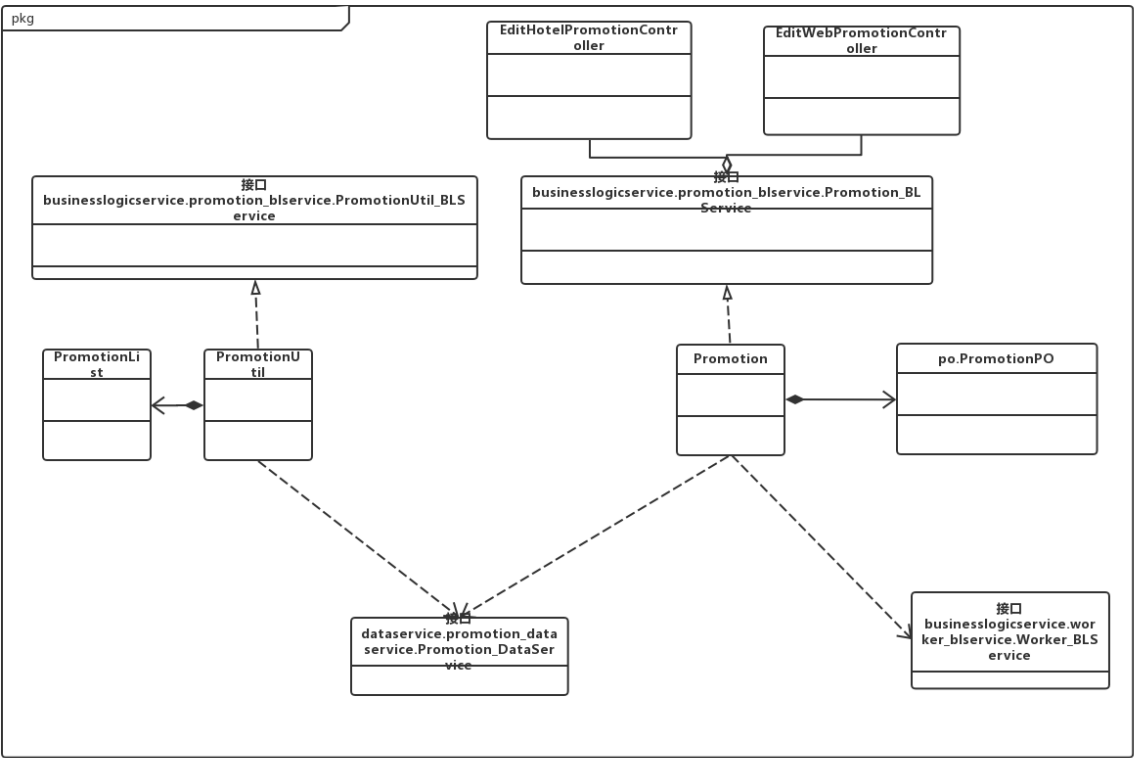 pkg
EditHotelPromotionContr
oller
EditWebPromotionContr
oller
接口
businesslogicservice.promotion_blservice.PromotionUtil_BLS
ervice
接口
businesslogicservice.promotion_blservice.Promotion_BL
Service
PromotionLi
st
PromotionU
til
Promotion
po.PromotionPO
接口
dataservice.promotion_data
service.Promotion_DataSer
vice
接口
businesslogicservice.wor
ker_blservice.Worker_BLS
ervice